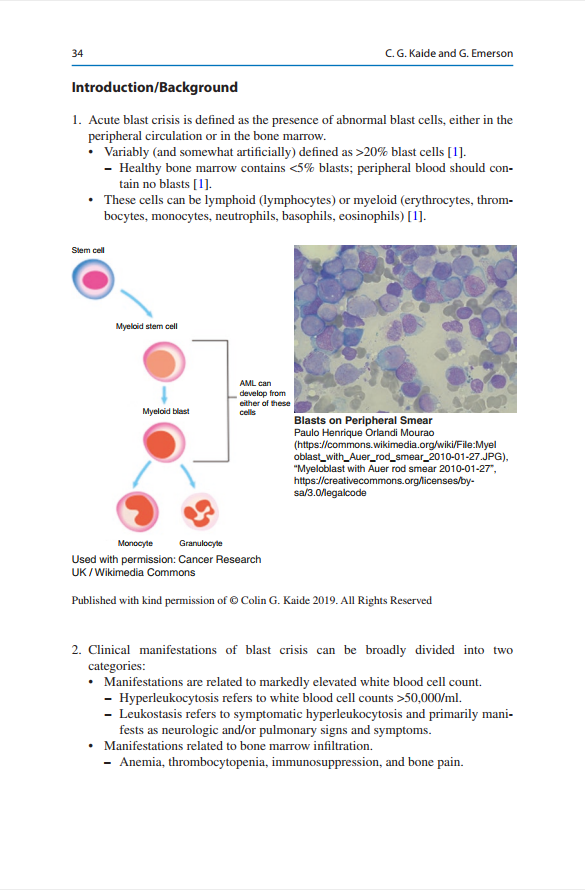 34
C. G. Kaide and G. Emerson
Introduction/Background
1. Acute blast crisis is defined as the presence of abnormal blast cells, either in the
peripheral circulation or in the bone marrow.
• Variably (and somewhat artificially) defined as >20% blast cells [1].
– Healthy bone marrow contains <5% blasts; peripheral blood should con-
tain no blasts [1].
• These cells can be lymphoid (lymphocytes) or myeloid (erythrocytes, throm-
bocytes, monocytes, neutrophils, basophils, eosinophils) [1].
Stem cell
Myeloid stem cell
AML can
develop from
either of these
cells
Myeloid blast
Monocyte
Granulocyte
Used with permission: Cancer Research
UK / Wikimedia Commons
Blasts on Peripheral Smear
Paulo Henrique Orlandi Mourao
(https://commons.wikimedia.org/wiki/File:Myel
oblast_with_Auer_rod_smear_2010-01-27.JPG),
“Myeloblast with Auer rod smear 2010-01-27”,
https://creativecommons.org/licenses/by-
sa/3.0/legalcode
Published with kind permission of © Colin G. Kaide 2019. All Rights Reserved
2. Clinical manifestations of blast crisis can be broadly divided into two
categories:
• Manifestations are related to markedly elevated white blood cell count.
– Hyperleukocytosis refers to white blood cell counts >50,000/ml.
– Leukostasis refers to symptomatic hyperleukocytosis and primarily mani-
fests as neurologic and/or pulmonary signs and symptoms.
• Manifestations related to bone marrow infiltration.
– Anemia, thrombocytopenia, immunosuppression, and bone pain.